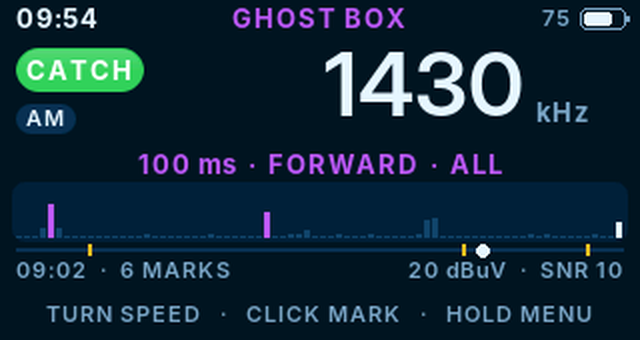 09:54 GHOST BOX 75
CATCH 1430 kHz
AM
100 ms · FORWARD · ALL
09:02 · 6 MARKS 20 dBuV · SNR 10
TURN SPEED · CLICK MARK · HOLD MENU